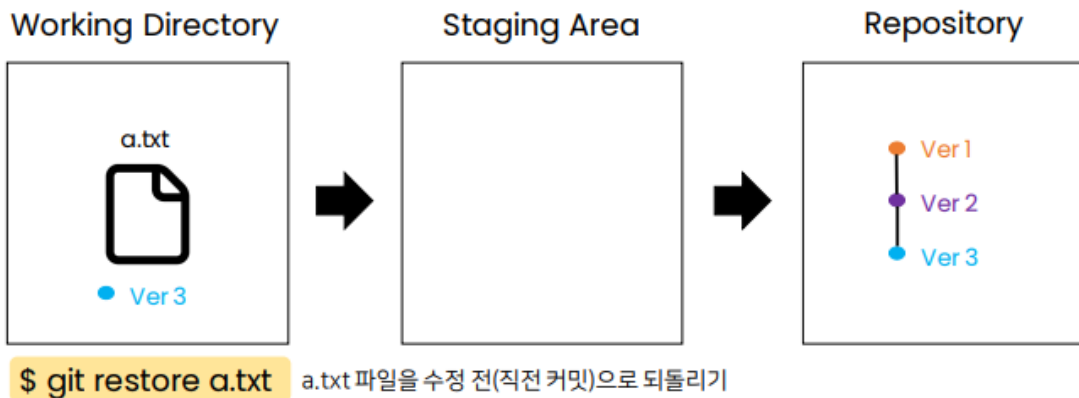 Working Directory
Staging Area
Repository
a.txt
Ver 1
Ver 2
Ver 3
Ver 3
$ git restore a.txt a.txt 파일을 수정 전(직전 커밋)으로 되돌리기